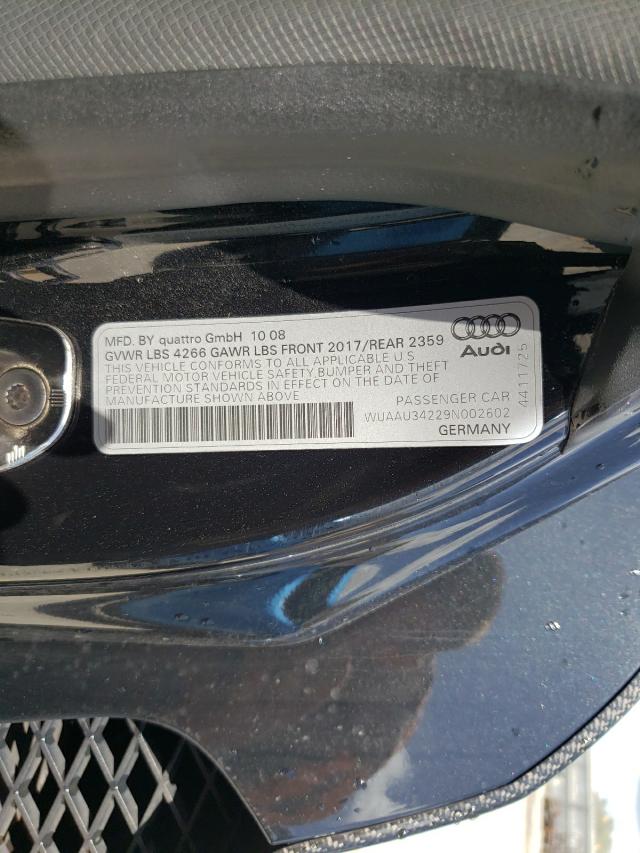 MFD. BY quattro GmbH 10 08
GVWR LBS 4266 GAWR LBS FRONT 2017/REAR 2359
THIS VEHICLE CONFORMS TO ALL APPLICABLE U S
FEDERAL MOTOR VEHICLE SAFETY, BUMPER AND THEFT
PREVENTION STANDARDS IN EFFECT ON THE DATE OF
MANUFACTURE SHOWN ABOVE
Audi
4411725
PASSENGER CAR
WUAAU34229N002602
GERMANY